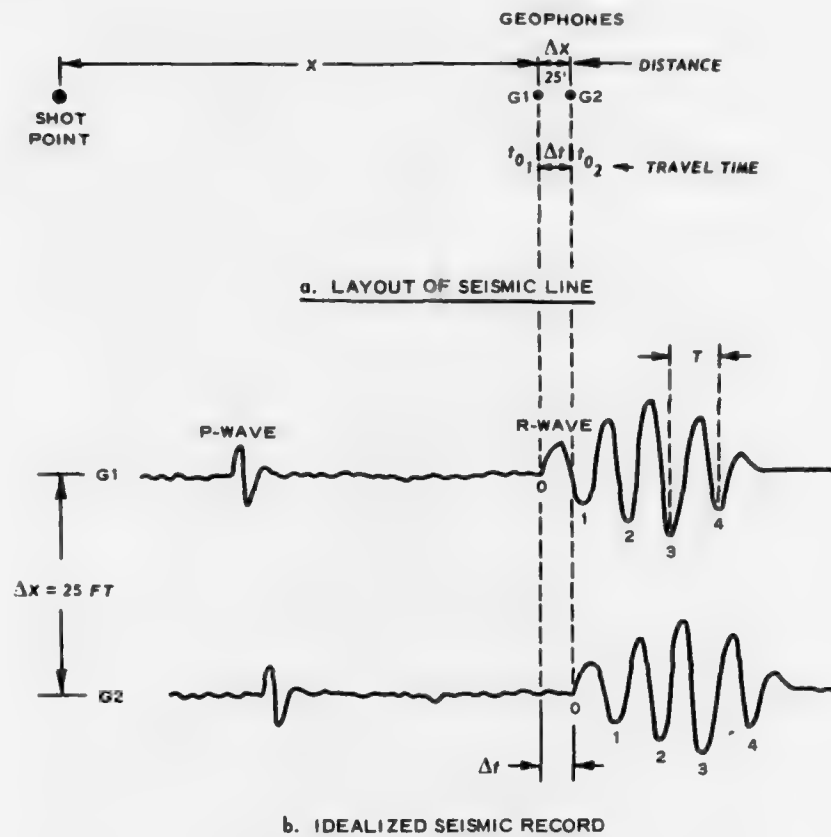 GEOPHONES
Δx
x
25'
DISTANCE
SHOT
POINT
G1
G2
t01
Δt
t02
TRAVEL TIME
a. LAYOUT OF SEISMIC LINE
T
P-WAVE
R-WAVE
G1
0
1
2
3
4
Δx = 25 FT
G2
0
1
2
3
4
Δt
b. IDEALIZED SEISMIC RECORD